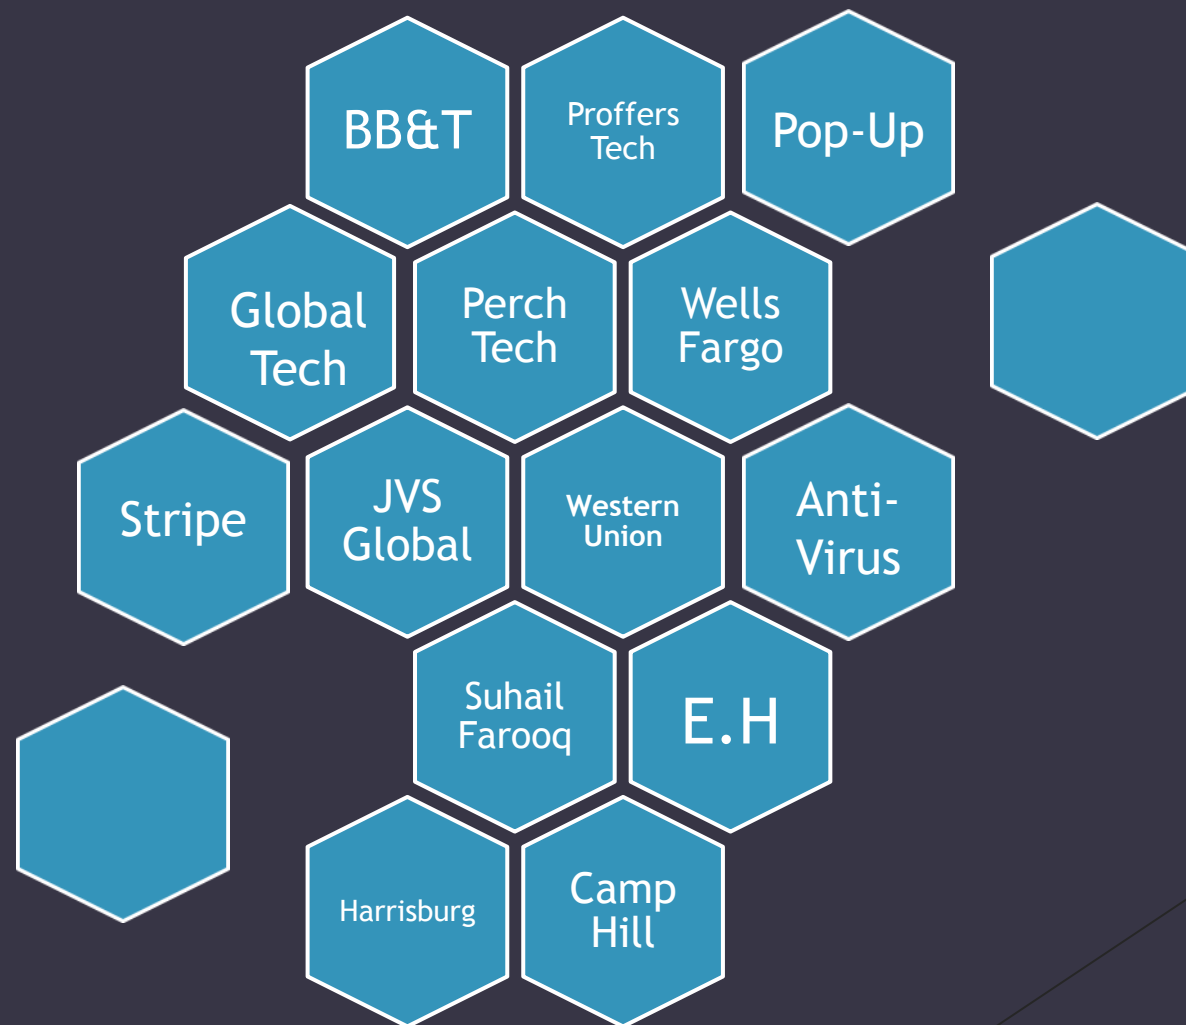 BB&T
Proffers
Tech
Pop-Up
Global
Tech
Perch
Tech
Wells
Fargo
Stripe
JVS
Global
Western
Union
Anti-
Virus
Suhail
Farooq
E.H
Harrisburg
Camp
Hill